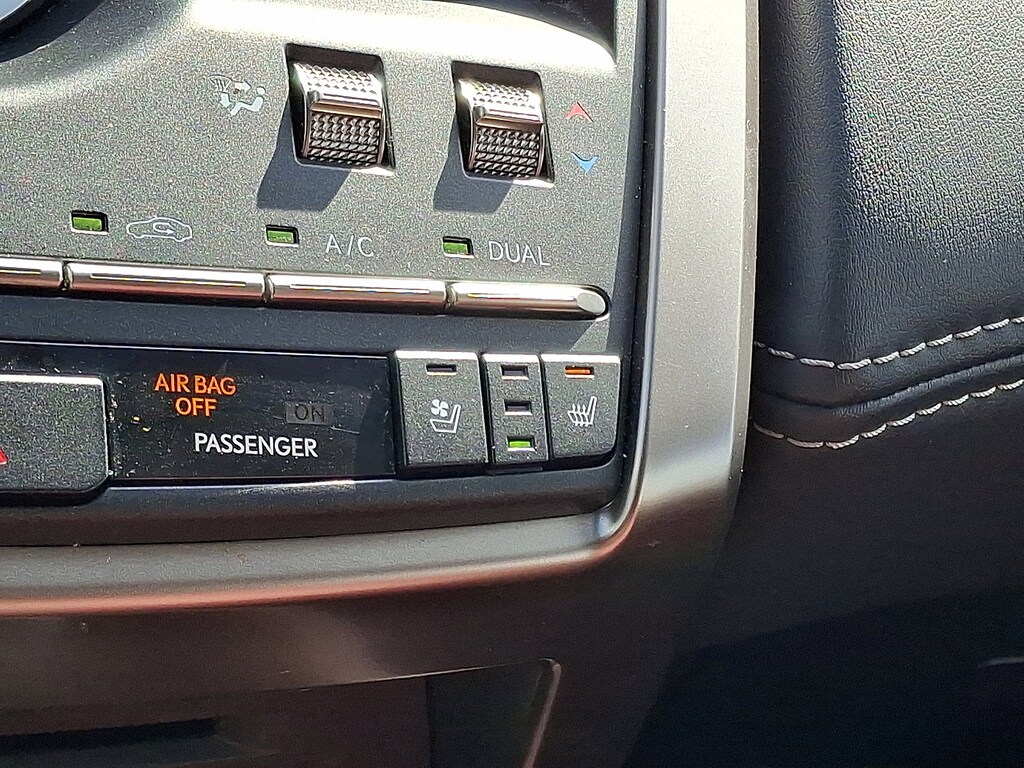 A/C
DUAL
AIR BAG
OFF
ON
PASSENGER